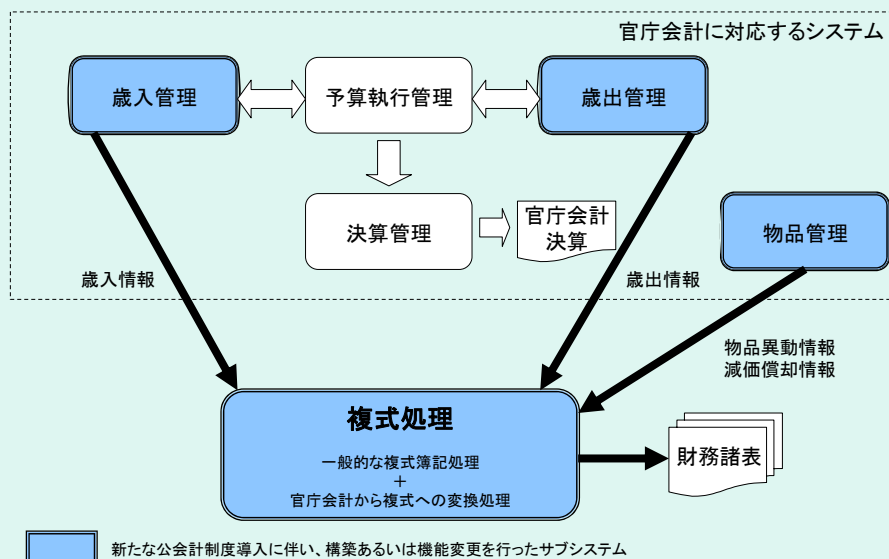 官庁会計に対応するシステム
歳入管理
予算執行管理
歳出管理
決算管理
官庁会計
決算
物品管理
歳入情報
歳出情報
物品異動情報
減価償却情報
複式処理
一般的な複式簿記処理
+
官庁会計から複式への変換処理
財務諸表
新たな公会計制度導入に伴い、構築あるいは機能変更を行ったサブシステム